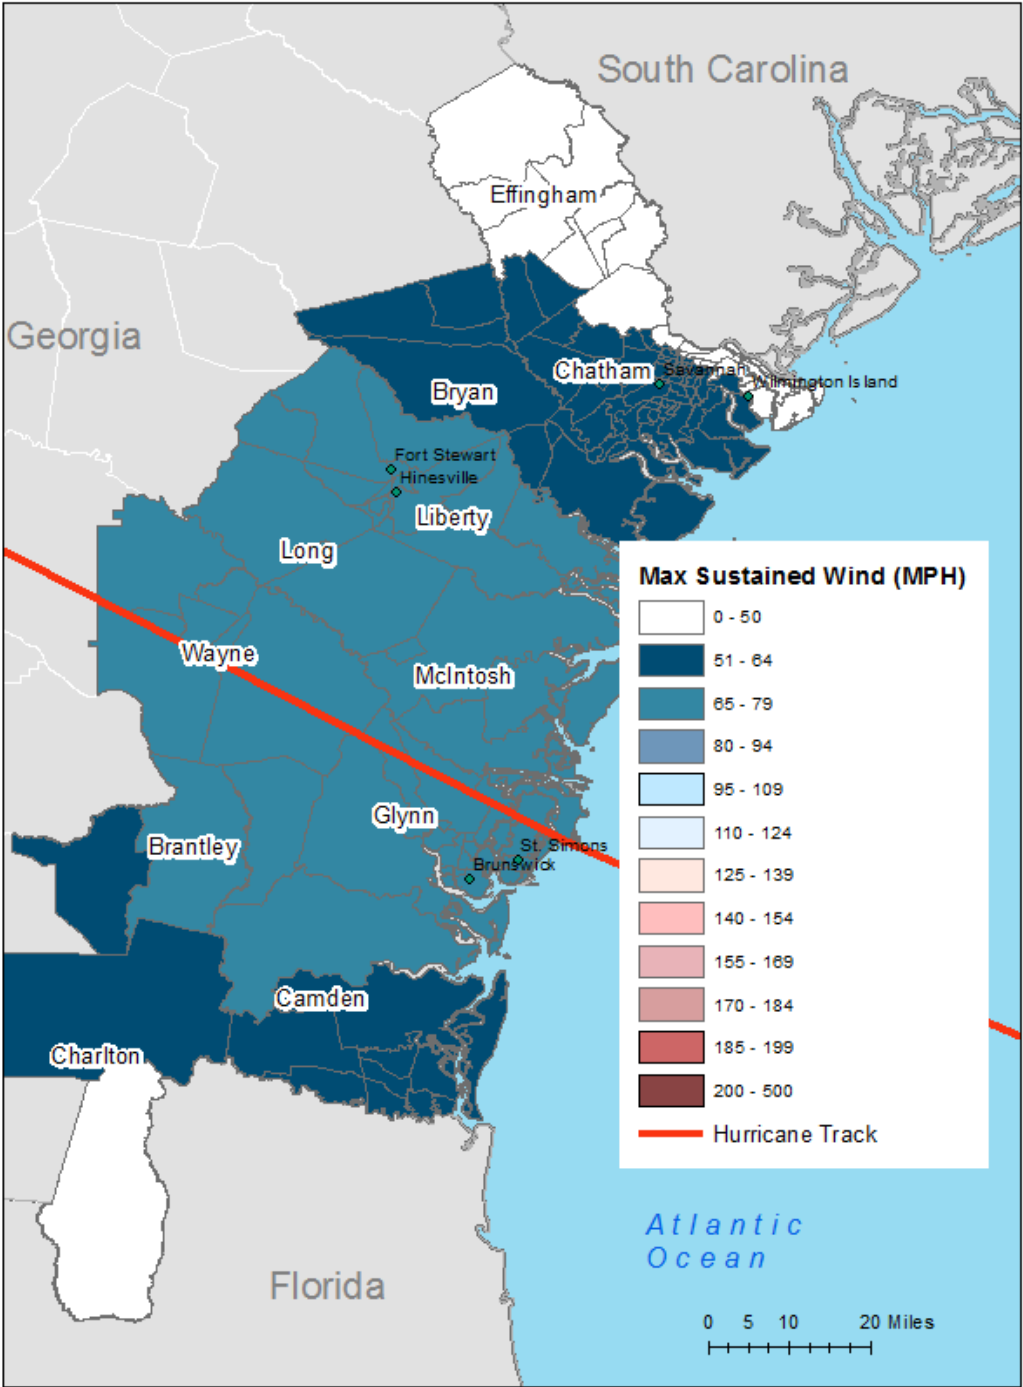 South Carolina
Effingham
Georgia
Chatham
Savannah
Wilmington Island
Bryan
Fort Stewart
Hinesville
Liberty
Long
Max Sustained Wind (MPH)
0 - 50
51 - 64
65 - 79
80 - 94
95 - 109
110 - 124
125 - 139
140 - 154
155 - 169
170 - 184
185 - 199
200 - 500
Hurricane Track
Wayne
McIntosh
Glynn
Brantley
St. Simons
Brunswick
Camden
Charlton
Atlantic
Ocean
Florida
0 5 10 20 Miles